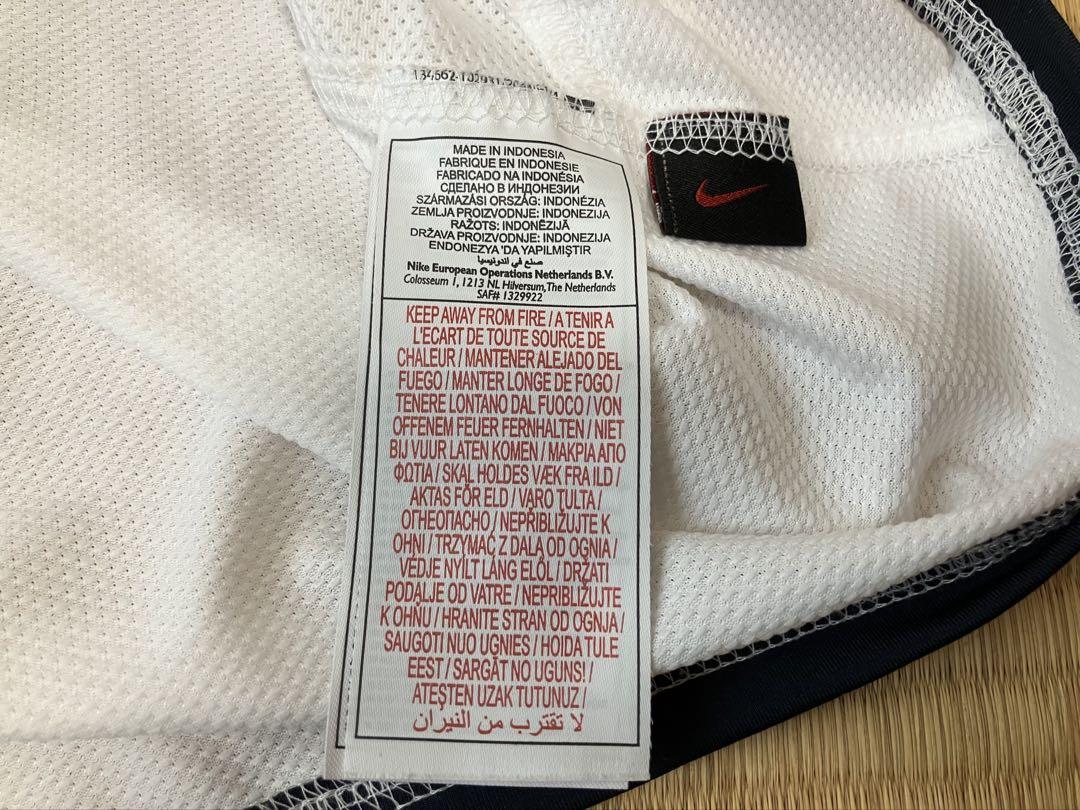 MADE IN INDONESIA
FABRIQUE EN INDONESIE
FABRICADO NA INDONÉSIA
СДЕЛАНО В ИНДОНЕЗИИ
SZÁRMAZÁSI ORSZÁG: INDONÉZIA
ZEMLJA PROIZVODNJE: INDONEZIJA
RAŽOTS: INDONĒZIJĀ
DRŽAVA PROIZVODNJE: INDONEZIJA
ENDONEZYA 'DA YAPILMIŞTIR
صنع في اندونيسيا
Nike European Operations Netherlands B.V.
Colosseum 1, 1213 NL Hilversum, The Netherlands
SAF# 1329922
KEEP AWAY FROM FIRE / A TENIR A
L'ECART DE TOUTE SOURCE DE
CHALEUR / MANTENER ALEJADO DEL
FUEGO / MANTER LONGE DE FOGO /
TENERE LONTANO DAL FUOCO / VON
OFFENEM FEUER FERNHALTEN / NIET
BIJ VUUR LATEN KOMEN / ΜΑΚΡΙΑ ΑΠΟ
ΦΩΤΙΑ / SKAL HOLDES VÆK FRA ILD /
AKTAS FÖR ELD / VARO TULTA /
ОГНЕОПАСНО / NEPŘIBLIŽUJTE K
OHNI / TRZYMAĆ Z DALA OD OGNIA /
VÉDJE NYÍLT LÁNG ELŐL / DRŽATI
PODALJE OD VATRE / NEPRIBLIŽUJTE
K OHŇU / HRANITE STRAN OD OGNJA /
SAUGOTI NUO UGNIES / HOIDA TULE
EEST / SARGĀT NO UGUNS! /
ATEŞTEN UZAK TUTUNUZ /
لا تقترب من النيران